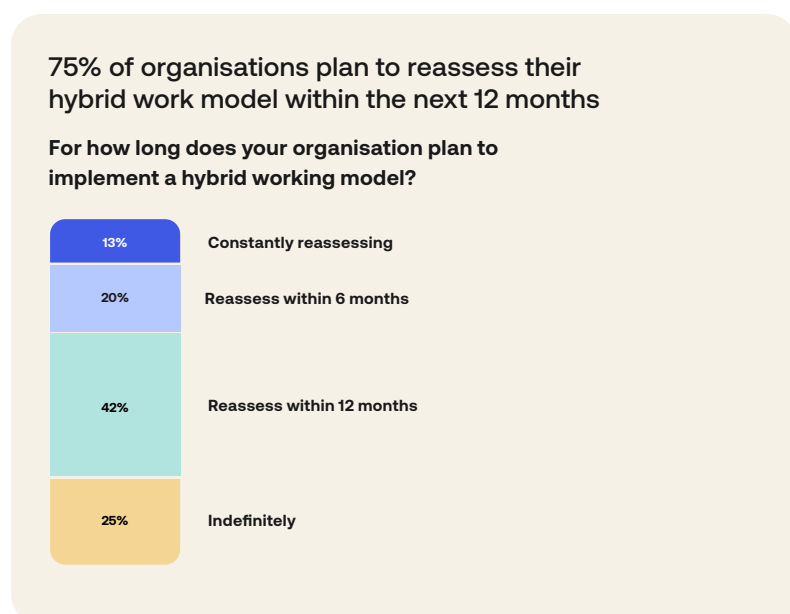 75% of organisations plan to reassess their
hybrid work model within the next 12 months
For how long does your organisation plan to
implement a hybrid working model?
13% Constantly reassessing
20% Reassess within 6 months
42% Reassess within 12 months
25% Indefinitely